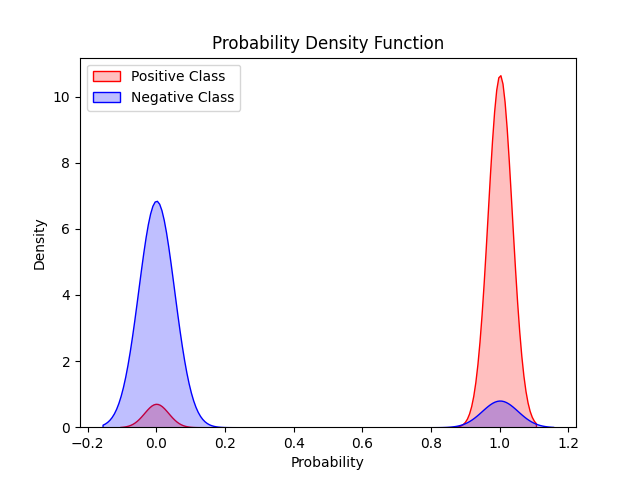 Probability Density Function
Positive Class
Negative Class
Density
10
8
6
4
2
0
−0.2 0.0 0.2 0.4 0.6 0.8 1.0 1.2
Probability